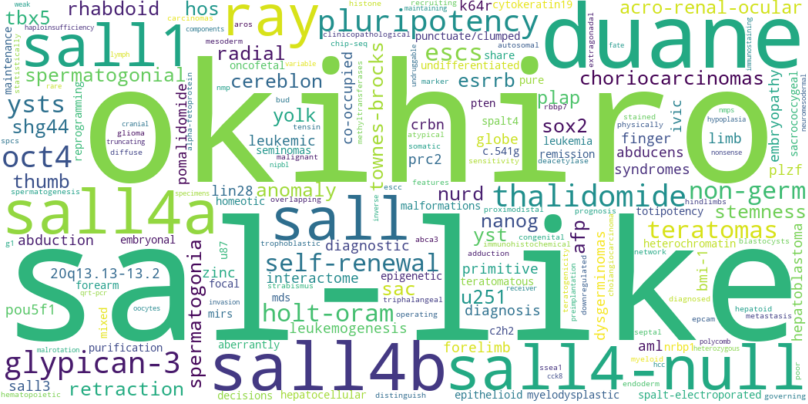 rhabdoid
hos
ray
pluripotency
k64r
cytokeratin19
histone
recruiting
maintaining
acro-renal-ocular
weak
haploinsufficiency
tbx5
sall1
radial
clinicopathological
punctuate/clumped
carcinomas
aros
components
mesoderm
chip-seq
escs
share
undifferentiated
variable
autosomal
marker
pure
undruggable
extragonadal
duane
fate
immunostaining
maintenance
statistically
spermatogonial
oncofetal
lymph
rare
cereblon
esrrb
choriocarcinomas
ysts
shg44
reprogramming
pomalidomide
alpha-fetoprotein
nmp
yolk
bud
tensin
co-occupied
townes brocks
methyltransferases
crbn
pten
plap
rbbp7
spalt4
nmps
hypoplasia
embryopathy
sacrococcygeal
neuromesodermal
okihiro
spcs
cranial
glioma
truncating
diffuse
leukemic
seminomas
malignant
atypical
somatic
prc2
sox2
globe
c.541g
sensitivity
stained
physically
leukemia
remission
deacetylase
finger
abducens
syndromes
ivic
limb
nonsense
plzf
oct4
thumb
spermatogenesis
specimens
lin28
homeotic
anomaly
nipbl
escc
features
overlapping
inverse
nurd
thalidomide
non-germ
sall4a
sall
nanog
malformations
proximodistal
immunohistochemical
prognosis
totipotency
hindlimbs
stemness
g1
abduction
embryonal
spermatogonia
u87
trophoblastic
diagnostic
abca3
yst
congenital
afp
preimplantation
downregulated
teratogenicity
cholangiocarcinoma
dysgerminomas
heterochromatin
blastocysts
network
bmi-1
teratomas
hepatoblastoma
sal-like
20q13.13-13.2
forearm
qrt-pcr
zinc
focal
self-renewal
epigenetic
strabismus
interactome
triphalangeal
sac
adduction
primitive
teratomatous
receiver
u251
diagnosis
diagnosed
hepatoid
septal
epcam
metastasis
pou5f1
mixed
mirs
invasion
oocytes
mds
holt-oram
leukemogenesis
operating
c2h2
forelimb
ssea1
cck8
aml
nrbp1
heterozygous
myeloid
polycomb
hcc
glypican-3
malrotation
purification
aberrantly
sall4b
sall4-null
poor
sall3
retraction
hematopoietic
decisions
hepatocellular
distinguish
epithelioid
myelodysplastic
spalt-electroporated
endoderm
governing